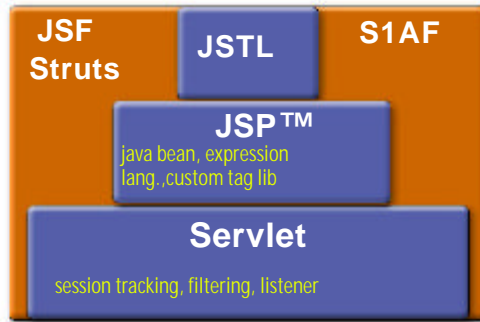 JSF
Struts
JSTL
S1AF
JSP™
java bean, expression
lang.,custom tag lib
Servlet
session tracking, filtering, listener